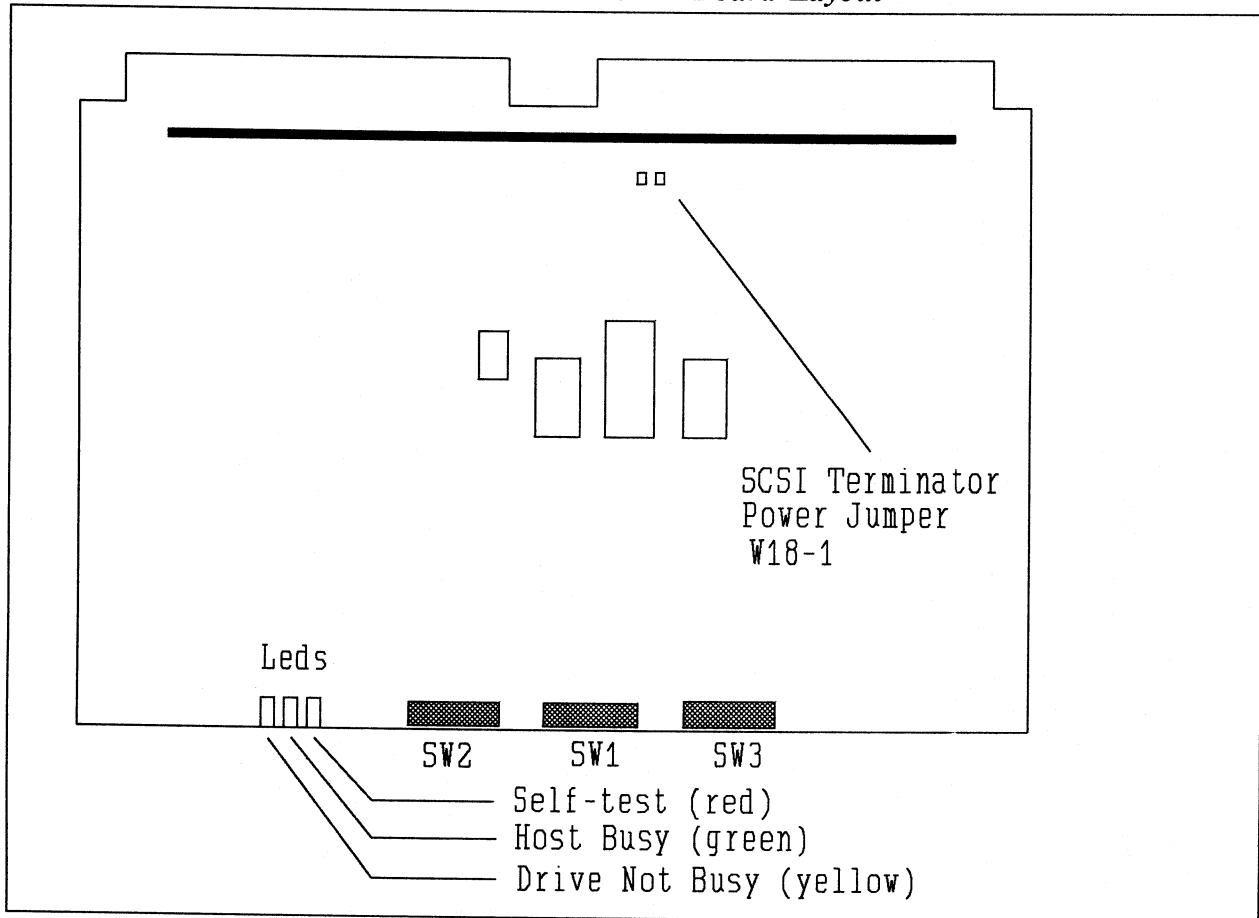 Layout
SCSI Terminator
Power Jumper
W18-1
Leds
SW2 SW1 SW3
Self-test (red)
Host Busy (green)
Drive Not Busy (yellow)